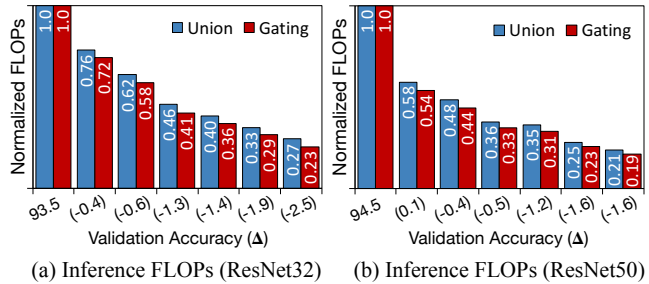 Normalized FLOPs
Union Gating
1.0 1.0 0.76 0.72 0.62 0.58 0.46 0.41 0.40 0.36 0.33 0.29 0.27 0.23
93.5 (-0.4) (-0.6) (-1.3) (-1.4) (-1.9) (-2.5)
Validation Accuracy (Δ)
(a) Inference FLOPs (ResNet32)
Normalized FLOPs
Union Gating
1.0 1.0 0.58 0.54 0.48 0.44 0.36 0.33 0.35 0.31 0.25 0.23 0.21 0.19
94.5 (0.1) (-0.4) (-0.5) (-1.2) (-1.6) (-1.6)
Validation Accuracy (Δ)
(b) Inference FLOPs (ResNet50)